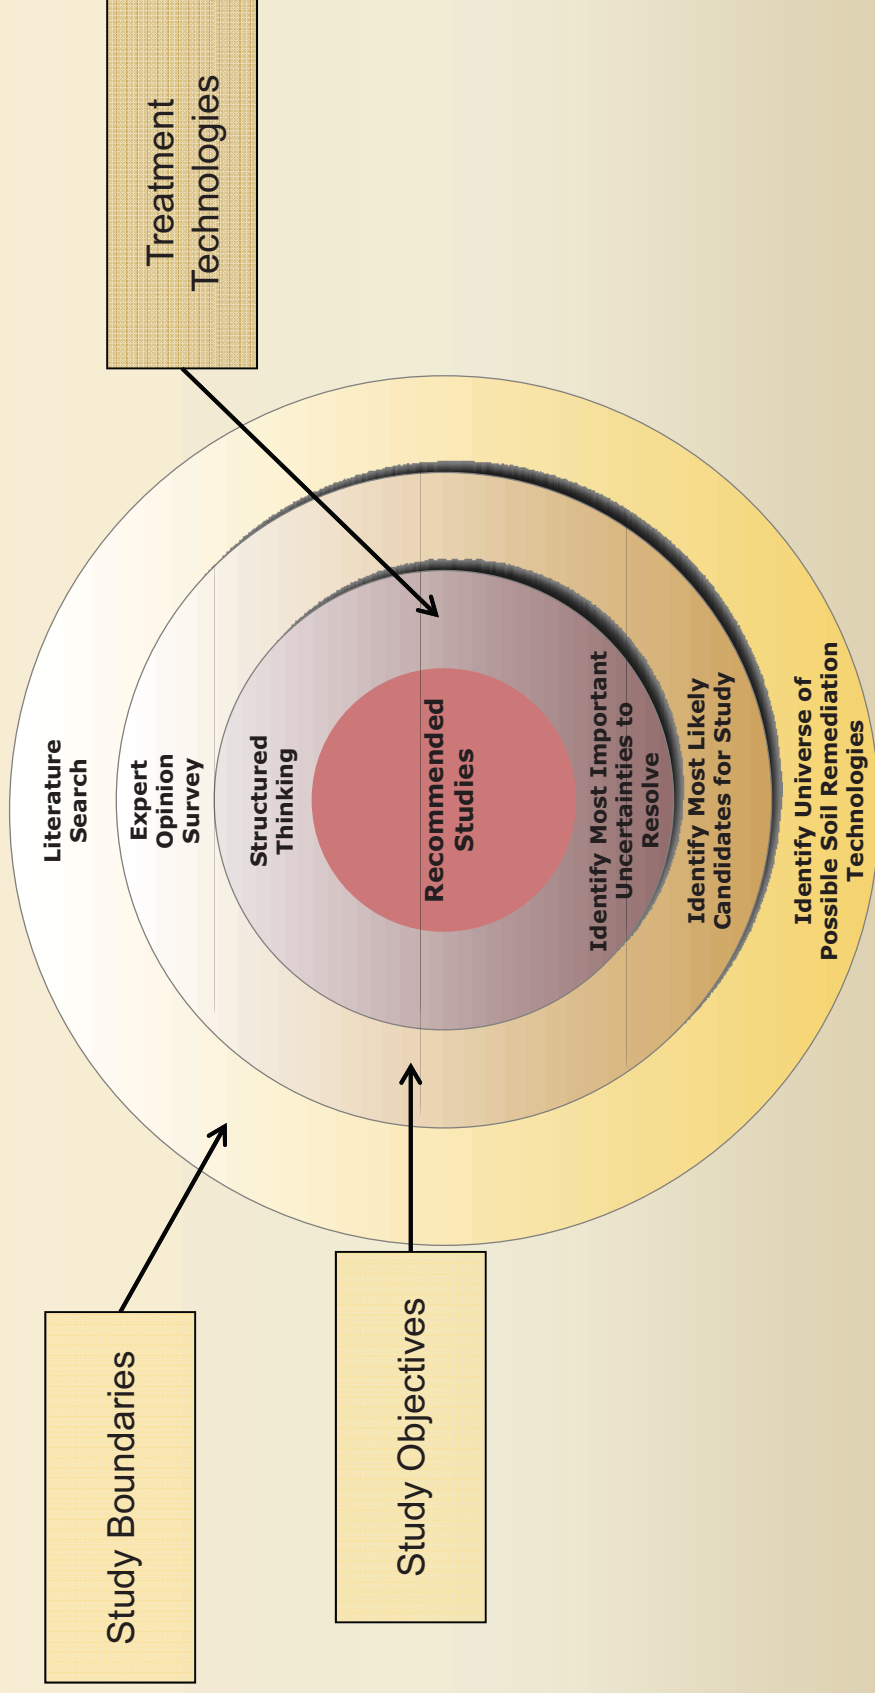 Study Boundaries
Study Objectives
Treatment
Technologies
Literature
Search
Expert
Opinion
Survey
Structured
Thinking
Recommended
Studies
Identify Most Important
Uncertainties to
Resolve
Identify Most Likely
Candidates for Study
Identify Universe of
Possible Soil Remediation
Technologies